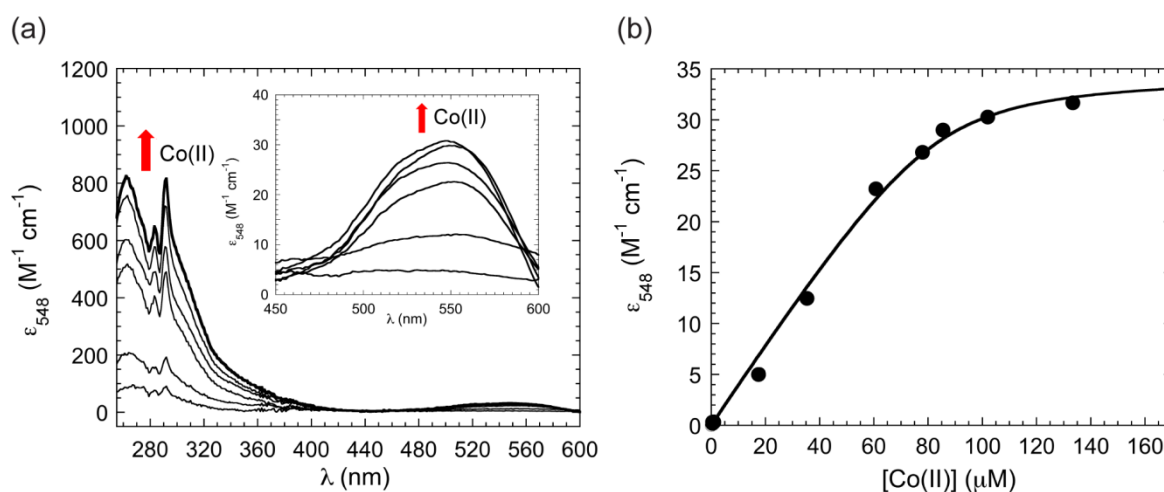 (a)
1200
1000
800
600
400
200
0
ε548 (M-1 cm-1)
280 320 360 400 440 480 520 560 600
λ (nm)
Co(II)
40
30
20
10
0
ε548 (M-1 cm-1)
450 500 550 600
λ (nm)
Co(II)
(b)
35
30
25
20
15
10
5
0
ε548 (M-1 cm-1)
0 20 40 60 80 100 120 140 160
[Co(II)] (μM)